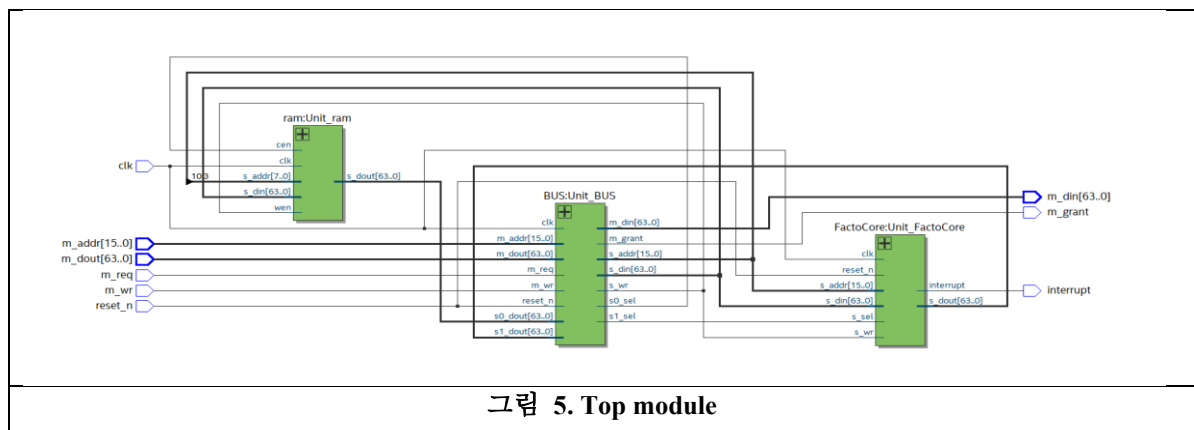 ram:Unit_ram
cen
clk
s_addr[7..0]
s_din[63..0]
wen
s_dout[63..0]
clk
10:3
m_addr[15..0]
m_dout[63..0]
m_req
m_wr
reset_n
BUS:Unit_BUS
clk
m_addr[15..0]
m_dout[63..0]
m_req
m_wr
reset_n
s0_dout[63..0]
s1_dout[63..0]
m_din[63..0]
m_grant
s_addr[15..0]
s_din[63..0]
s_wr
s0_sel
s1_sel
FactoCore:Unit_FactoCore
clk
reset_n
s_addr[15..0]
s_din[63..0]
s_sel
s_wr
interrupt
s_dout[63..0]
m_din[63..0]
m_grant
interrupt
그림 5. Top module